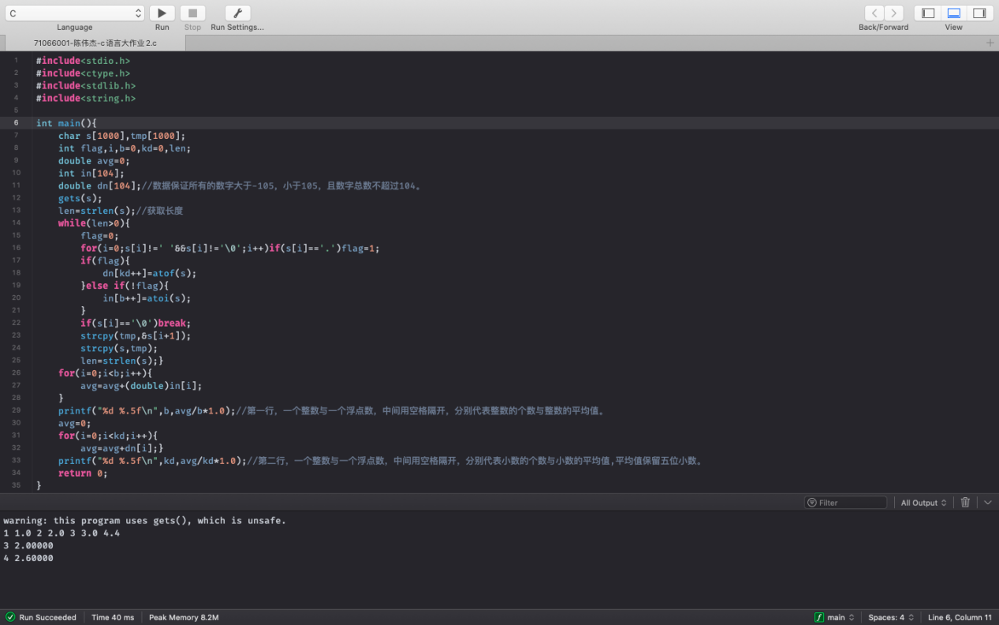 C
Language
Run
Stop
Run Settings...
Back/Forward
View
71066001-陈伟杰-c语言大作业2.c
1 #include<stdio.h>
2 #include<ctype.h>
3 #include<stdlib.h>
4 #include<string.h>
5
6 int main(){
7 char s[1000],tmp[1000];
8 int flag,i,b=0,kd=0,len;
9 double avg=0;
10 int in[104];
11 double dn[104];//数据保证所有的数字大于-105，小于105，且数字总数不超过104。
12 gets(s);
13 len=strlen(s);//获取长度
14 while(len>0){
15 flag=0;
16 for(i=0;s[i]!=' '&&s[i]!='\0';i++)if(s[i]=='.')flag=1;
17 if(flag){
18 dn[kd++]=atof(s);
19 }else if(!flag){
20 in[b++]=atoi(s);
21 }
22 if(s[i]=='\0')break;
23 strcpy(tmp,&s[i+1]);
24 strcpy(s,tmp);
25 len=strlen(s);}
26 for(i=0;i<b;i++){
27 avg=avg+(double)in[i];
28 }
29 printf("%d %.5f\n",b,avg/b*1.0);//第一行，一个整数与一个浮点数，中间用空格隔开，分别代表整数的个数与整数的平均值。
30 avg=0;
31 for(i=0;i<kd;i++){
32 avg=avg+dn[i];}
33 printf("%d %.5f\n",kd,avg/kd*1.0);//第二行，一个整数与一个浮点数，中间用空格隔开，分别代表小数的个数与小数的平均值,平均值保留五位小数。
34 return 0;
35 }
Filter
All Output
warning: this program uses gets(), which is unsafe.
1 1.0 2 2.0 3 3.0 4.4
3 2.00000
4 2.60000
Run Succeeded
Time 40 ms
Peak Memory 8.2M
f main
Spaces: 4
Line 6, Column 11